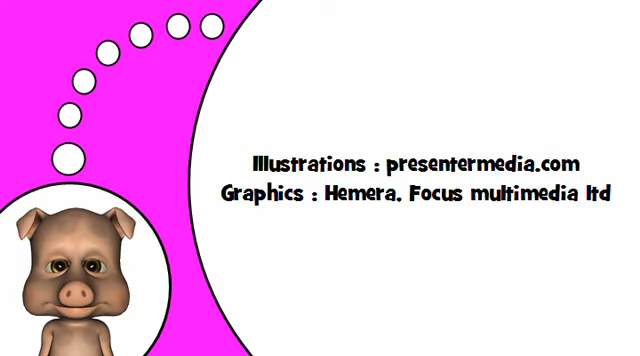 Illustrations : presentermedia.com
Graphics : Hemera. Focus multimedia ltd